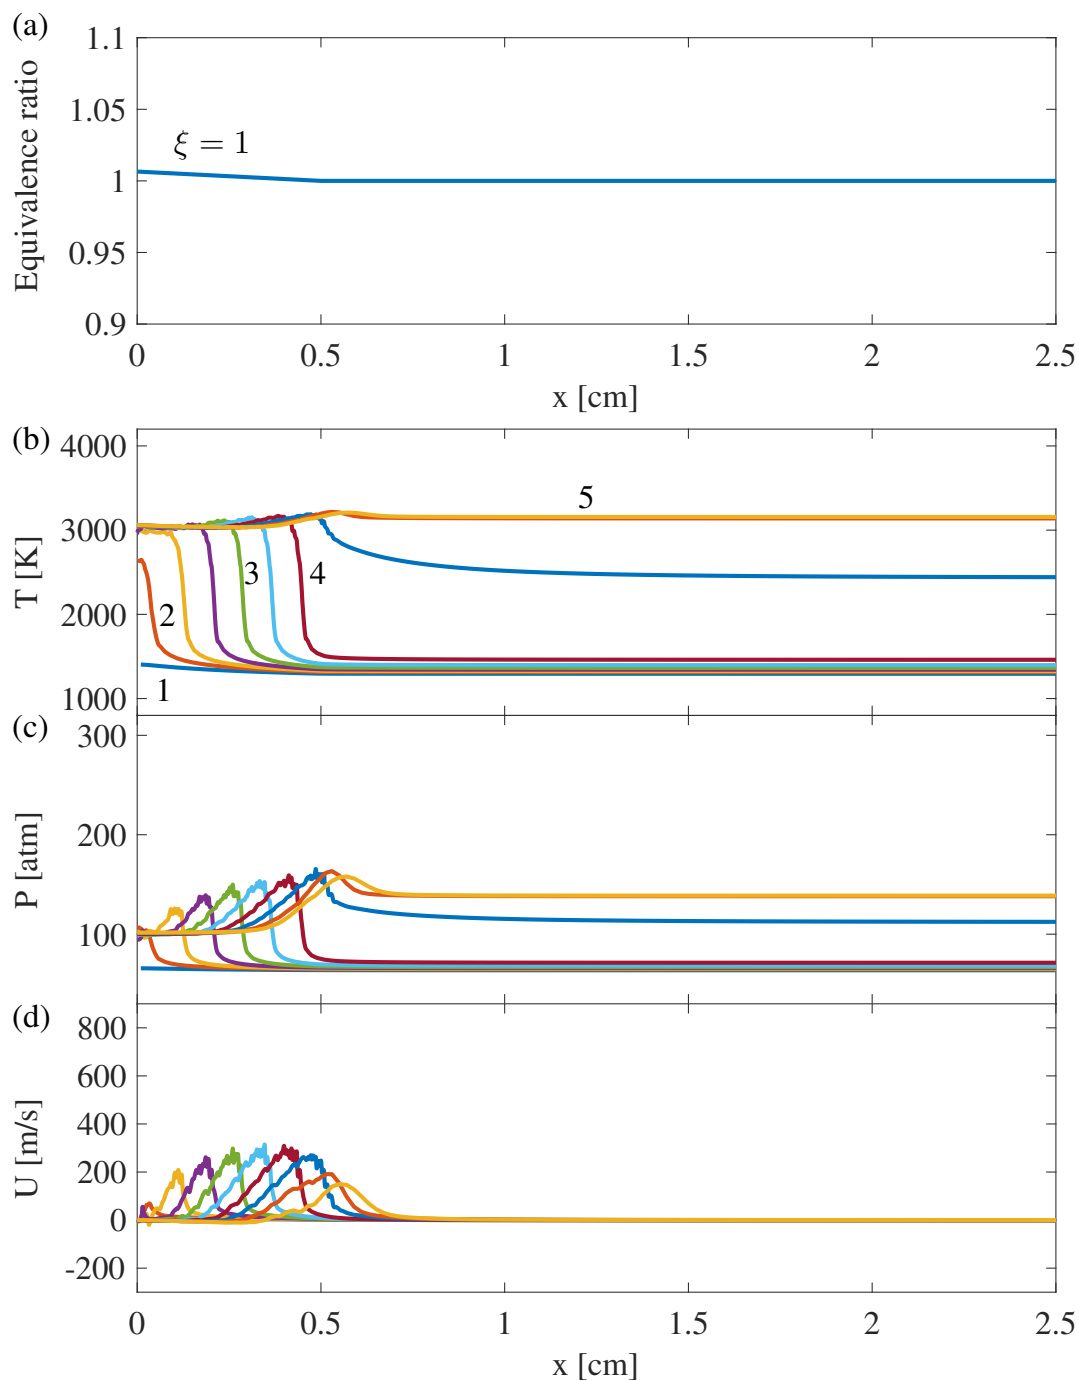 (a)
1.1
1.05
1
0.95
0.9
Equivalence ratio
ξ = 1
0 0.5 1 1.5 2 2.5
x [cm]
(b)
4000
3000
2000
1000
T [K]
1 2 3 4 5
(c)
300
200
100
P [atm]
(d)
800
600
400
200
0
-200
U [m/s]
0 0.5 1 1.5 2 2.5
x [cm]